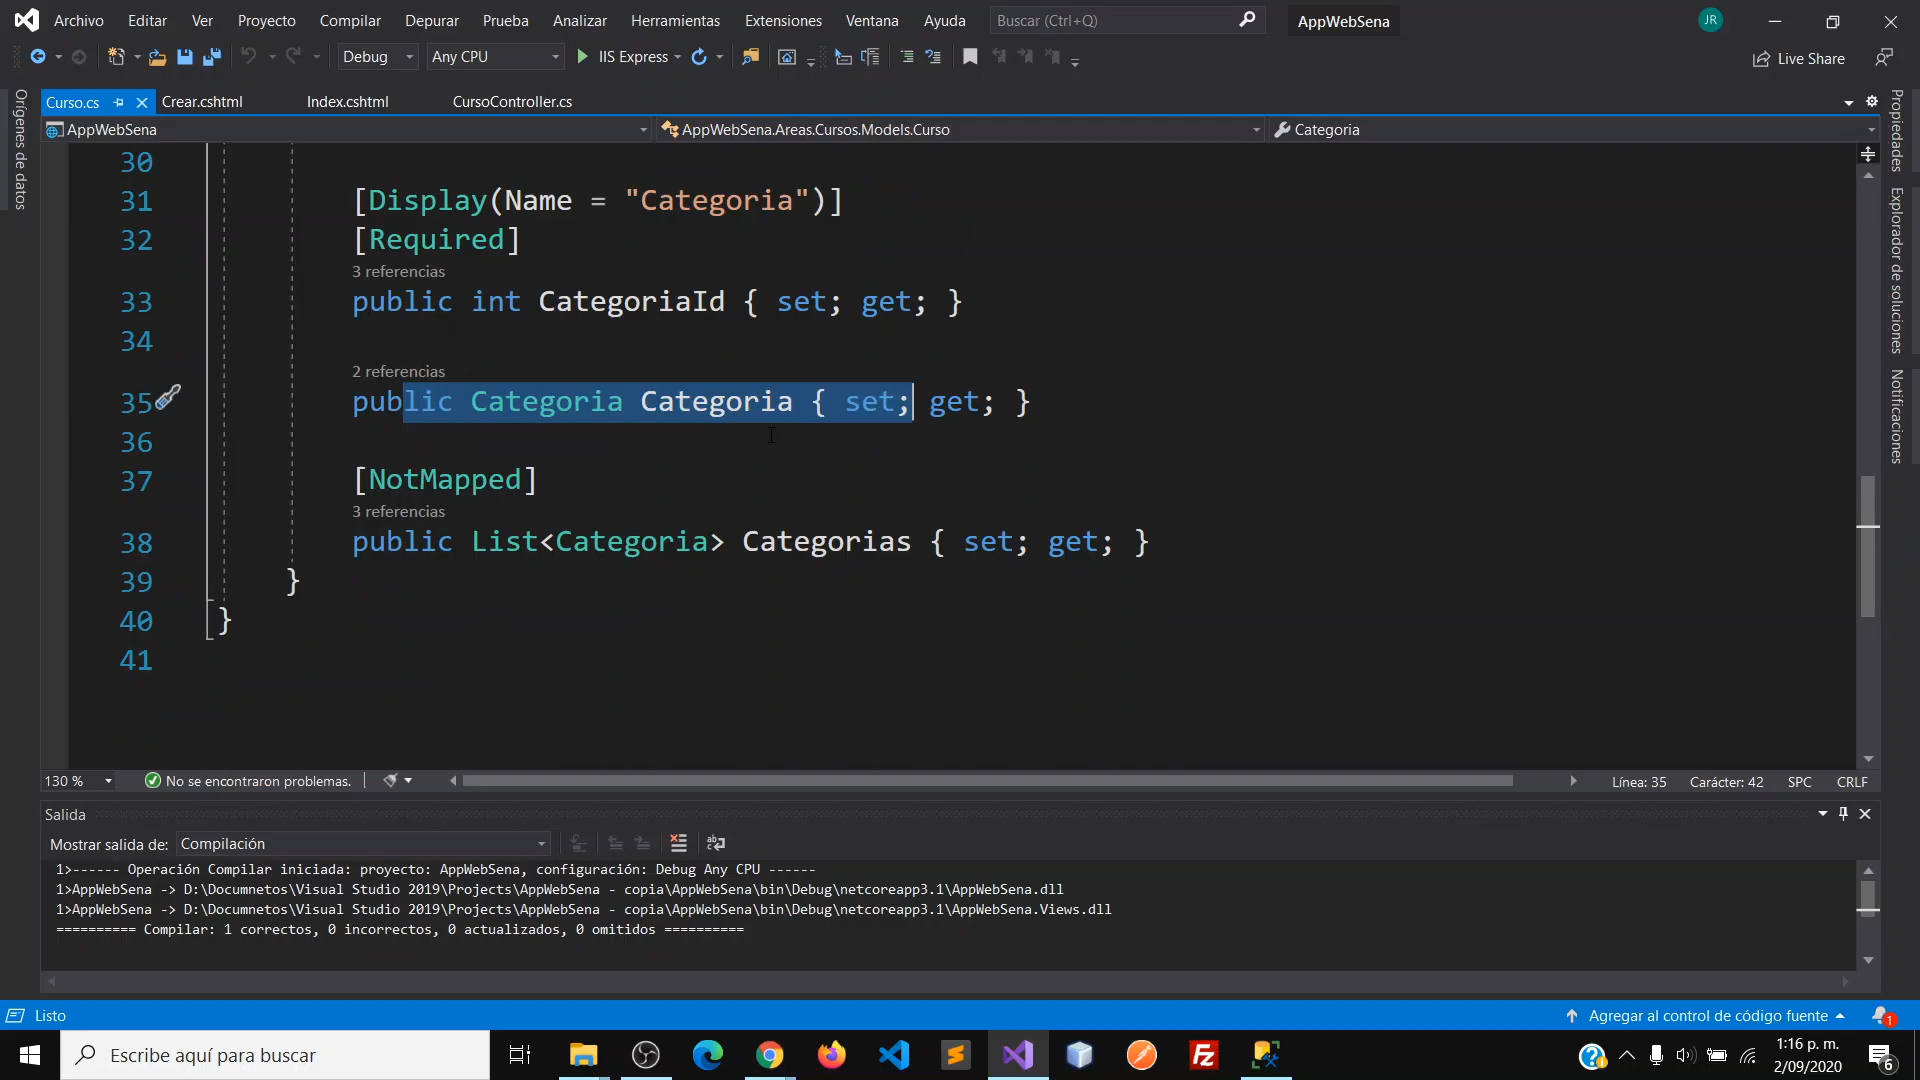 Archivo Editar Ver Proyecto Compilar Depurar Prueba Analizar Herramientas Extensiones Ventana Ayuda Buscar (Ctrl+Q) AppWebSena JR
Debug Any CPU IIS Express Live Share
Curso.cs Crear.cshtml Index.cshtml CursoController.cs
AppWebSena AppWebSena.Areas.Cursos.Models.Curso Categoria
Orígenes de datos
Propiedades
Explorador de soluciones
Notificaciones
30
31 [Display(Name = "Categoria")]
32 [Required]
3 referencias
33 public int CategoriaId { set; get; }
34
2 referencias
35 public Categoria Categoria { set; get; }
36
37 [NotMapped]
3 referencias
38 public List<Categoria> Categorias { set; get; }
39 }
40 }
41
130 % No se encontraron problemas. Línea: 35 Carácter: 42 SPC CRLF
Salida
Mostrar salida de: Compilación
1>------ Operación Compilar iniciada: proyecto: AppWebSena, configuración: Debug Any CPU ------
1>AppWebSena -> D:\Documnetos\Visual Studio 2019\Projects\AppWebSena - copia\AppWebSena\bin\Debug\netcoreapp3.1\AppWebSena.dll
1>AppWebSena -> D:\Documnetos\Visual Studio 2019\Projects\AppWebSena - copia\AppWebSena\bin\Debug\netcoreapp3.1\AppWebSena.Views.dll
========== Compilar: 1 correctos, 0 incorrectos, 0 actualizados, 0 omitidos ==========
Listo Agregar al control de código fuente 1
Escribe aquí para buscar
1:16 p. m.
2/09/2020
6